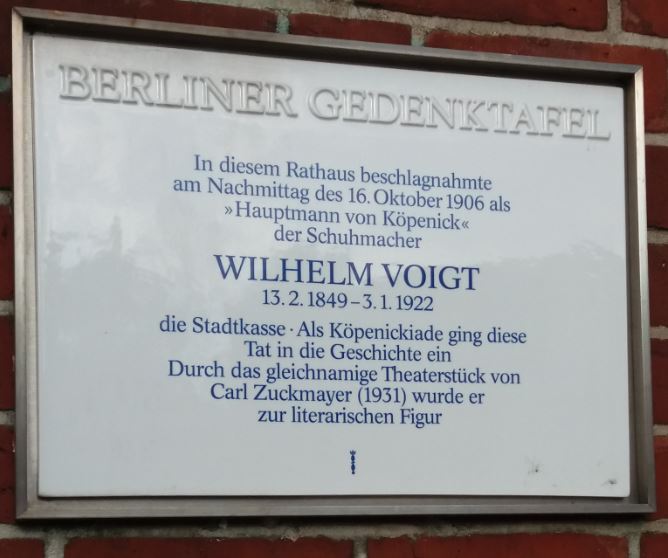 BERLINER GEDENKTAFEL
In diesem Rathaus beschlagnahmte
am Nachmittag des 16. Oktober 1906 als
»Hauptmann von Köpenick«
der Schuhmacher
WILHELM VOIGT
13. 2. 1849 – 3. 1. 1922
die Stadtkasse · Als Köpenickiade ging diese
Tat in die Geschichte ein
Durch das gleichnamige Theaterstück von
Carl Zuckmayer (1931) wurde er
zur literarischen Figur